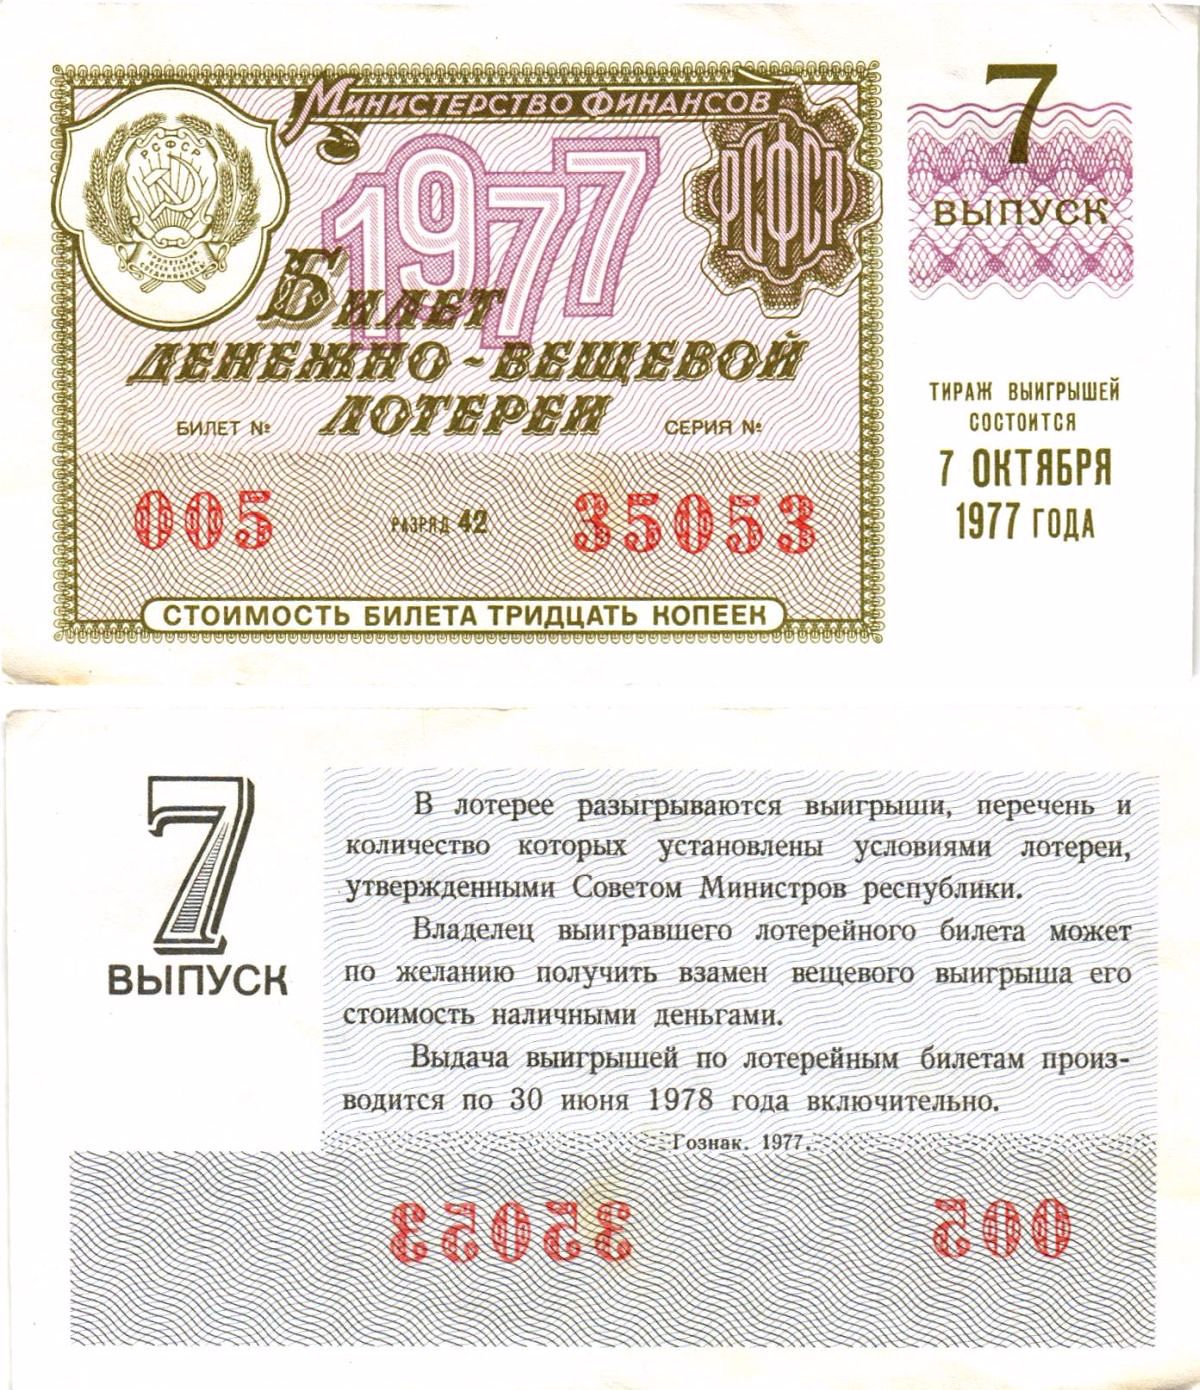 Министерство финансов
7
1977
РСФСР
РСФСР
ВЫПУСК
Билет
денежно-вещевой
лотереи
БИЛЕТ №
СЕРИЯ №
ТИРАЖ ВЫИГРЫШЕЙ
СОСТОИТСЯ
7 ОКТЯБРЯ
1977 ГОДА
005
РАЗРЯД 42
35053
СТОИМОСТЬ БИЛЕТА ТРИДЦАТЬ КОПЕЕК
7
ВЫПУСК
В лотерее разыгрываются выигрыши, перечень и
количество которых установлены условиями лотереи,
утвержденными Советом Министров республики.
Владелец выигравшего лотерейного билета может
по желанию получить взамен вещевого выигрыша его
стоимость наличными деньгами.
Выдача выигрышей по лотерейным билетам произ-
водится по 30 июня 1978 года включительно.
Гознак. 1977.
35053
005